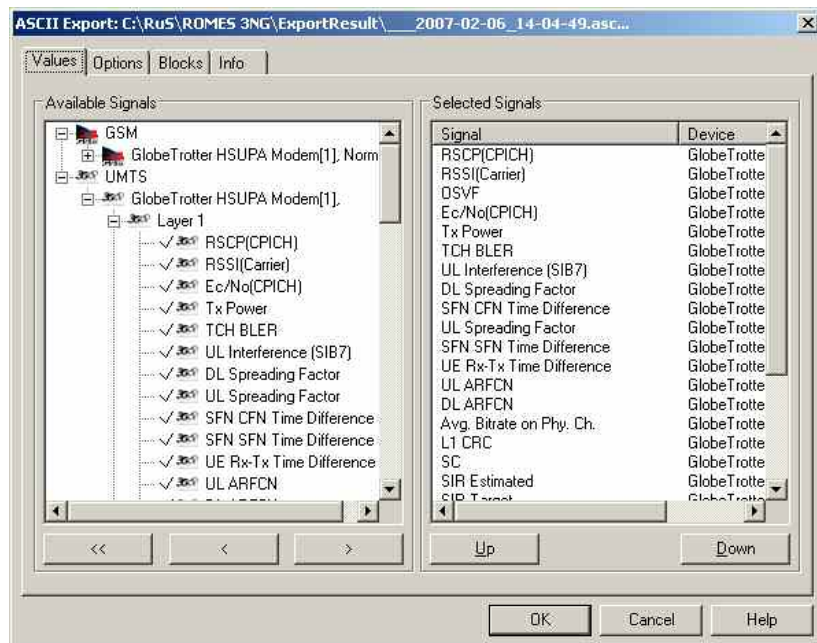 ASCII Export: C:\RuS\ROMES 3NG\ExportResult\___2007-02-06_14-04-49.asc...
Values
Options
Blocks
Info
Available Signals
GSM
GlobeTrotter HSUPA Modem[1], Norm
UMTS
GlobeTrotter HSUPA Modem[1],
Layer 1
RSCP(CPICH)
RSSI(Carrier)
Ec/No(CPICH)
Tx Power
TCH BLER
UL Interference (SIB7)
DL Spreading Factor
UL Spreading Factor
SFN CFN Time Difference
SFN SFN Time Difference
UE Rx-Tx Time Difference
UL ARFCN
<<
<
>
Selected Signals
Signal Device
RSCP(CPICH) GlobeTrotte
RSSI(Carrier) GlobeTrotte
OSVF GlobeTrotte
Ec/No(CPICH) GlobeTrotte
Tx Power GlobeTrotte
TCH BLER GlobeTrotte
UL Interference (SIB7) GlobeTrotte
DL Spreading Factor GlobeTrotte
SFN CFN Time Difference GlobeTrotte
UL Spreading Factor GlobeTrotte
SFN SFN Time Difference GlobeTrotte
UE Rx-Tx Time Difference GlobeTrotte
UL ARFCN GlobeTrotte
DL ARFCN GlobeTrotte
Avg. Bitrate on Phy. Ch. GlobeTrotte
L1 CRC GlobeTrotte
SC GlobeTrotte
SIR Estimated GlobeTrotte
SIR Target GlobeTrotte
Up
Down
OK
Cancel
Help